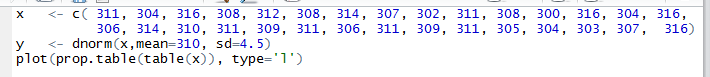 x   <- c( 311, 304, 316, 308, 312, 308, 314, 307, 302, 311, 308, 300, 316, 304, 316,
          306, 314, 310, 311, 309, 311, 306, 311, 309, 311, 305, 304, 303, 307,  316)
y   <- dnorm(x,mean=310, sd=4.5)
plot(prop.table(table(x)), type='l')